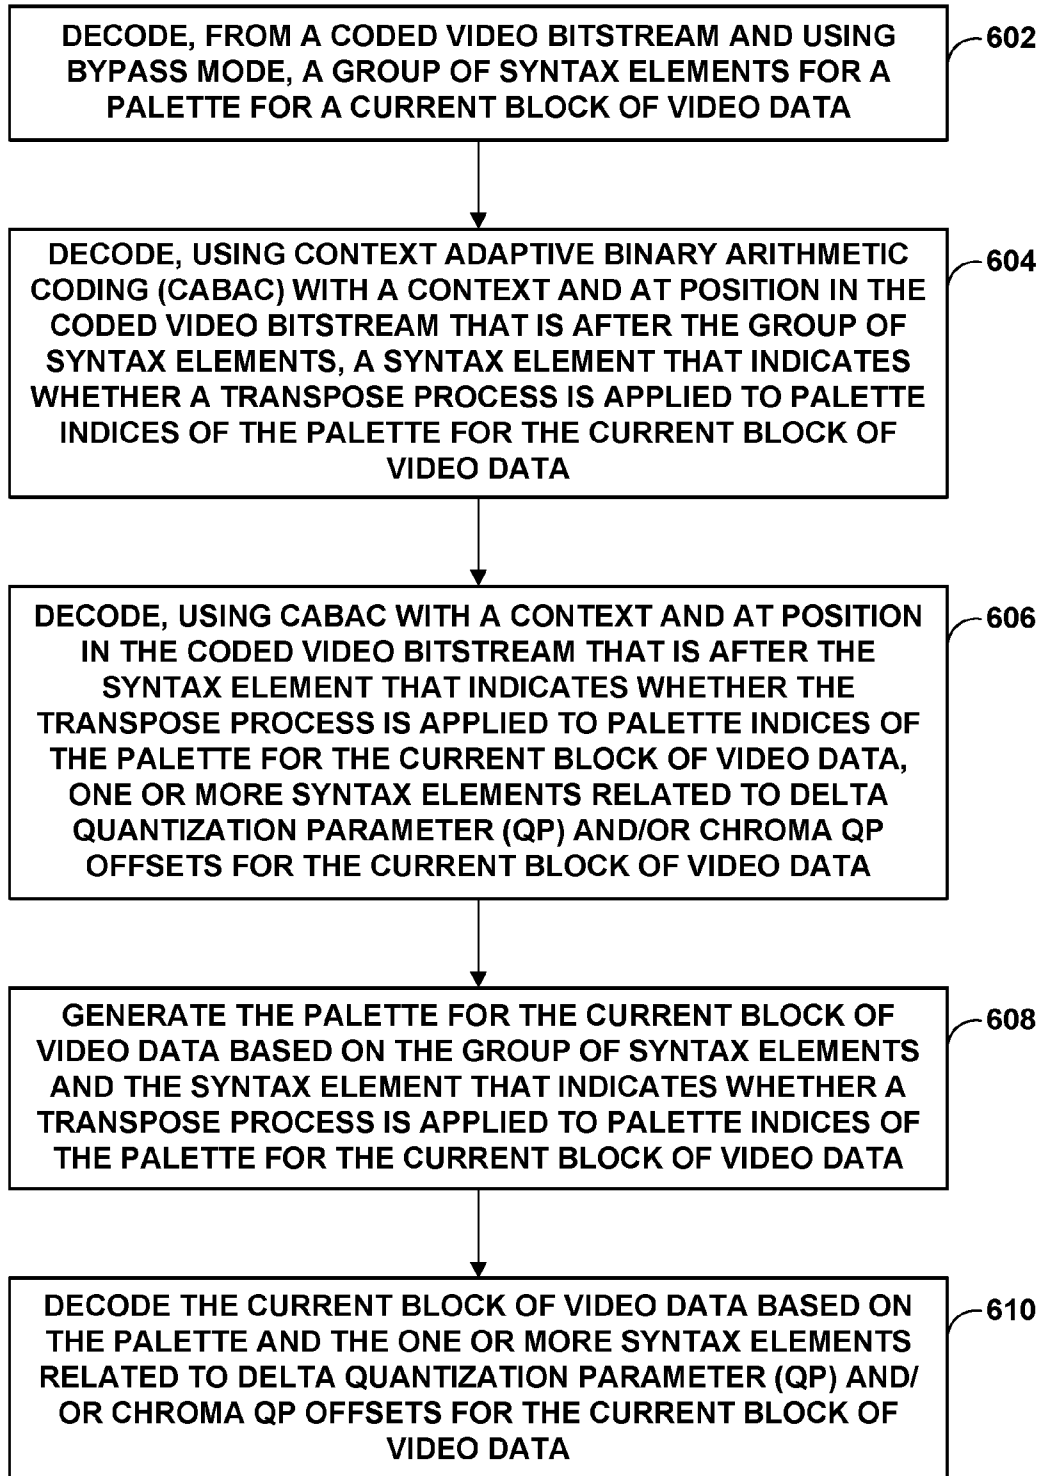 DECODE, FROM A CODED VIDEO BITSTREAM AND USING
BYPASS MODE, A GROUP OF SYNTAX ELEMENTS FOR A
PALETTE FOR A CURRENT BLOCK OF VIDEO DATA
602
DECODE, USING CONTEXT ADAPTIVE BINARY ARITHMETIC
CODING (CABAC) WITH A CONTEXT AND AT POSITION IN THE
CODED VIDEO BITSTREAM THAT IS AFTER THE GROUP OF
SYNTAX ELEMENTS, A SYNTAX ELEMENT THAT INDICATES
WHETHER A TRANSPOSE PROCESS IS APPLIED TO PALETTE
INDICES OF THE PALETTE FOR THE CURRENT BLOCK OF
VIDEO DATA
604
DECODE, USING CABAC WITH A CONTEXT AND AT POSITION
IN THE CODED VIDEO BITSTREAM THAT IS AFTER THE
SYNTAX ELEMENT THAT INDICATES WHETHER THE
TRANSPOSE PROCESS IS APPLIED TO PALETTE INDICES OF
THE PALETTE FOR THE CURRENT BLOCK OF VIDEO DATA,
ONE OR MORE SYNTAX ELEMENTS RELATED TO DELTA
QUANTIZATION PARAMETER (QP) AND/OR CHROMA QP
OFFSETS FOR THE CURRENT BLOCK OF VIDEO DATA
606
GENERATE THE PALETTE FOR THE CURRENT BLOCK OF
VIDEO DATA BASED ON THE GROUP OF SYNTAX ELEMENTS
AND THE SYNTAX ELEMENT THAT INDICATES WHETHER A
TRANSPOSE PROCESS IS APPLIED TO PALETTE INDICES OF
THE PALETTE FOR THE CURRENT BLOCK OF VIDEO DATA
608
DECODE THE CURRENT BLOCK OF VIDEO DATA BASED ON
THE PALETTE AND THE ONE OR MORE SYNTAX ELEMENTS
RELATED TO DELTA QUANTIZATION PARAMETER (QP) AND/
OR CHROMA QP OFFSETS FOR THE CURRENT BLOCK OF
VIDEO DATA
610